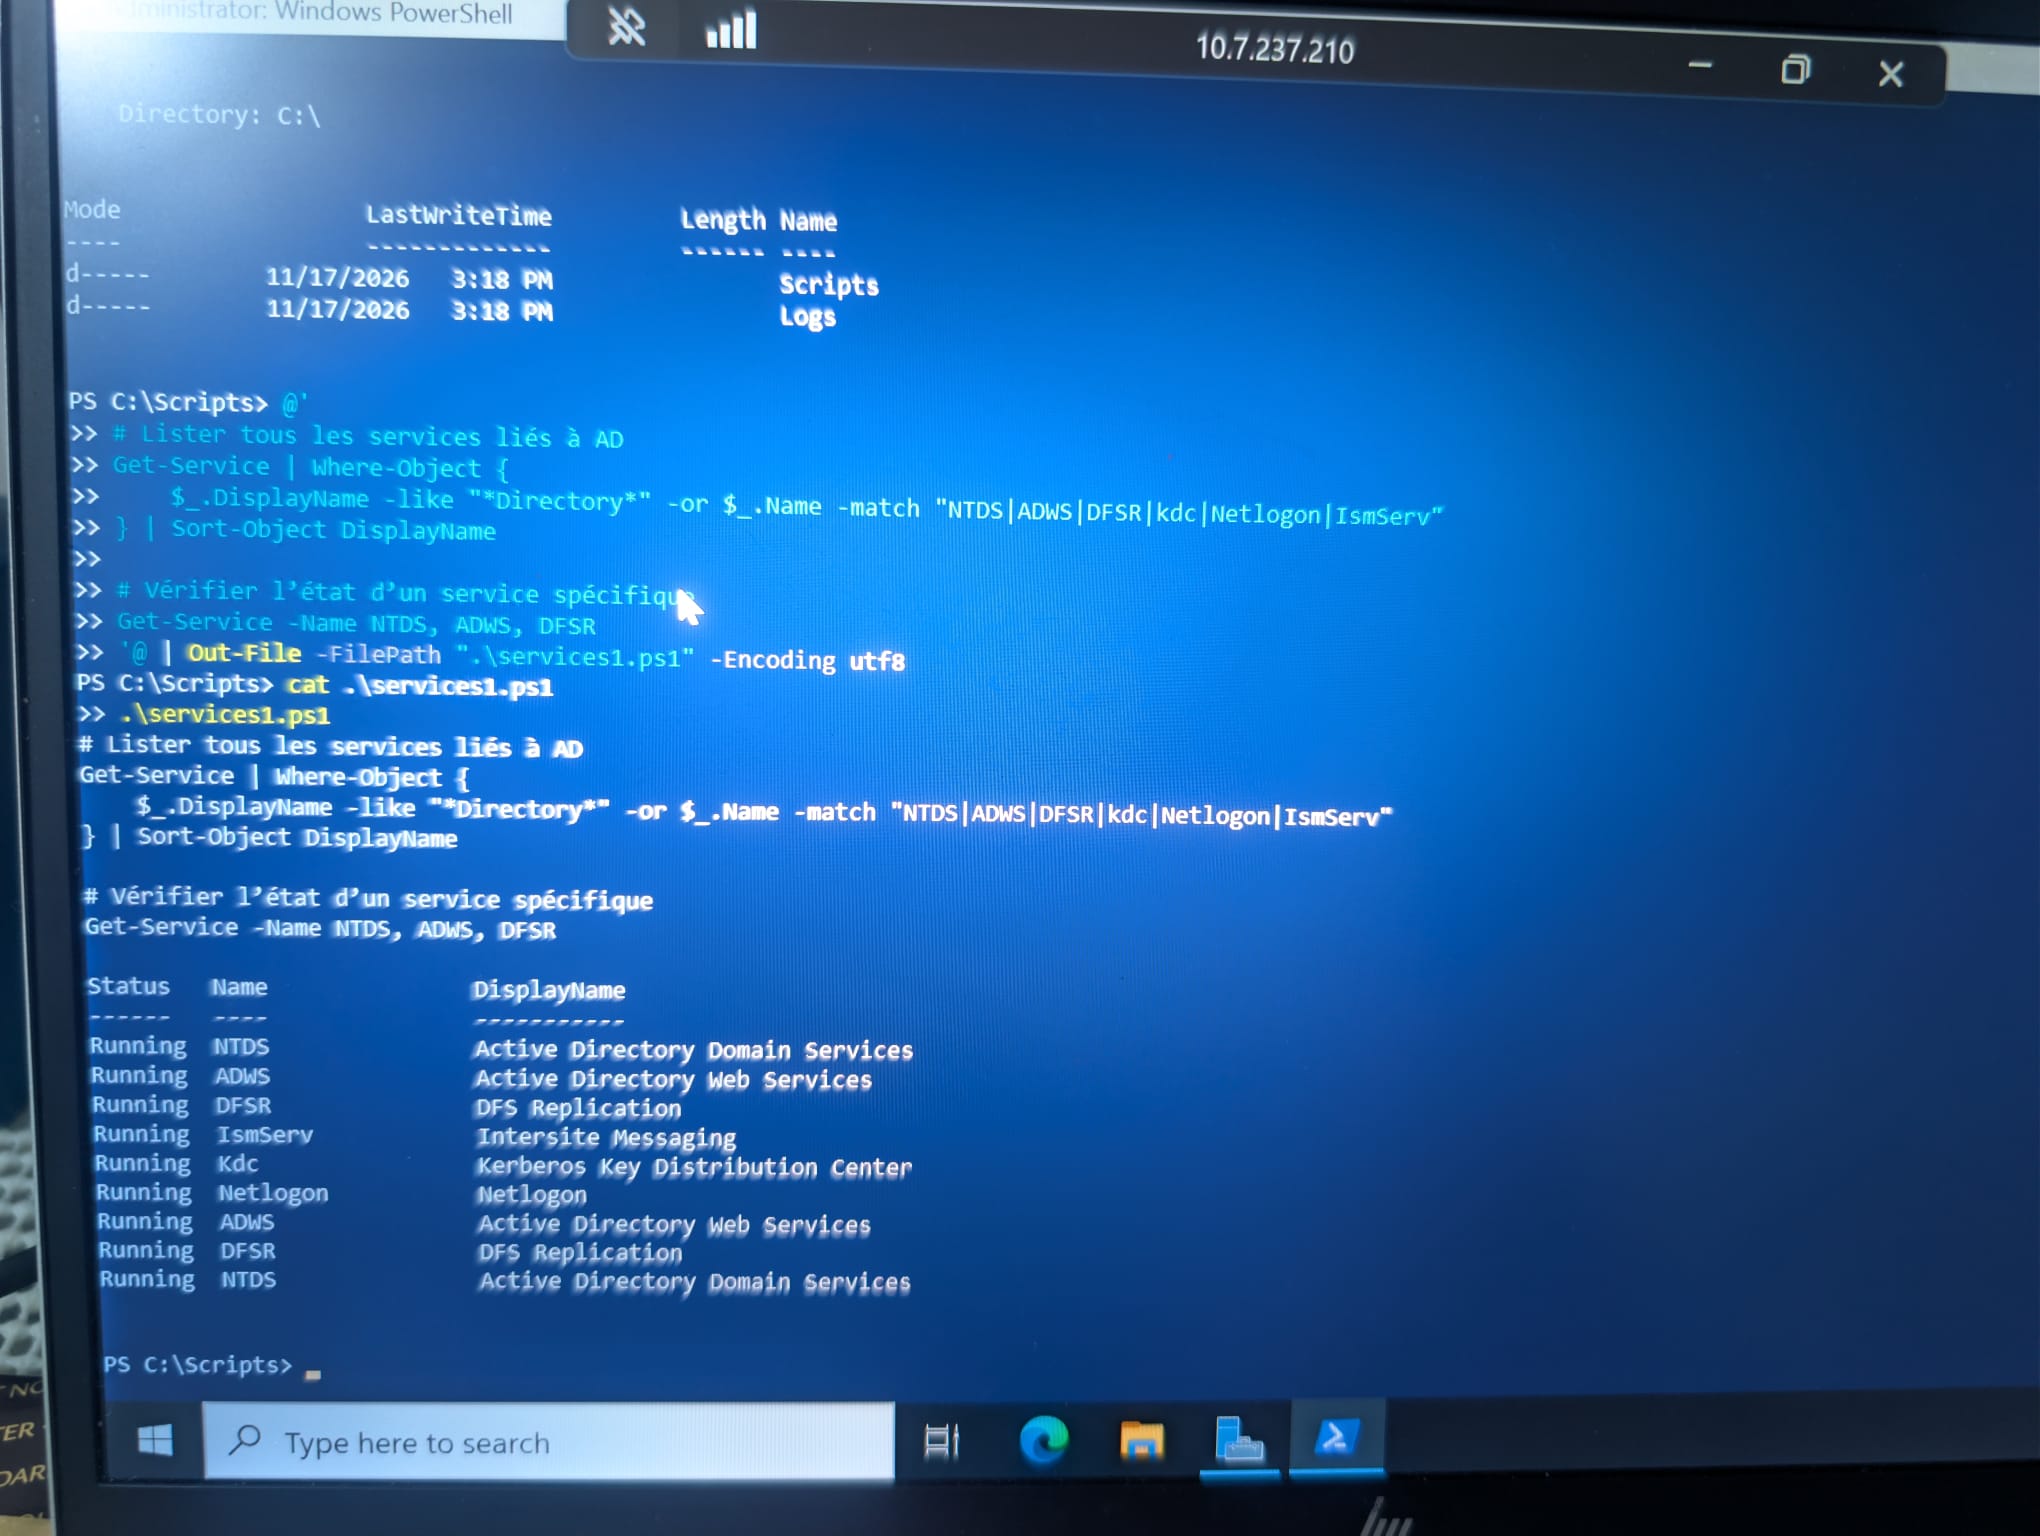 Administrator: Windows PowerShell
10.7.237.210
Directory: C:\
Mode LastWriteTime Length Name
---- ------------- ------ ----
d----- 11/17/2026 3:18 PM Scripts
d----- 11/17/2026 3:18 PM Logs
PS C:\Scripts> @'
>> # Lister tous les services liés à AD
>> Get-Service | Where-Object {
>> $_.DisplayName -like "*Directory*" -or $_.Name -match "NTDS|ADWS|DFSR|kdc|Netlogon|IsmServ"
>> } | Sort-Object DisplayName
>>
>> # Vérifier l’état d’un service spécifique
>> Get-Service -Name NTDS, ADWS, DFSR
>> '@ | Out-File -FilePath ".\services1.ps1" -Encoding utf8
PS C:\Scripts> cat .\services1.ps1
>> .\services1.ps1
# Lister tous les services liés à AD
Get-Service | Where-Object {
$_.DisplayName -like "*Directory*" -or $_.Name -match "NTDS|ADWS|DFSR|kdc|Netlogon|IsmServ"
} | Sort-Object DisplayName
# Vérifier l’état d’un service spécifique
Get-Service -Name NTDS, ADWS, DFSR
Status Name DisplayName
------ ---- -----------
Running NTDS Active Directory Domain Services
Running ADWS Active Directory Web Services
Running DFSR DFS Replication
Running IsmServ Intersite Messaging
Running Kdc Kerberos Key Distribution Center
Running Netlogon Netlogon
Running ADWS Active Directory Web Services
Running DFSR DFS Replication
Running NTDS Active Directory Domain Services
PS C:\Scripts>
Type here to search
hp